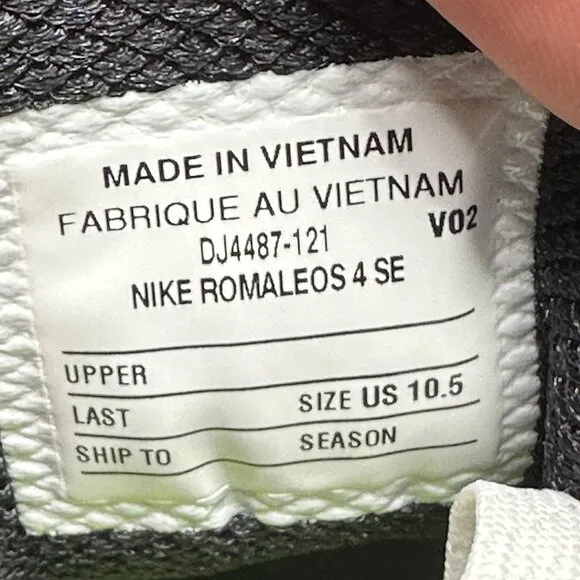 MADE IN VIETNAM
FABRIQUE AU VIETNAM
DJ4487-121 V02
NIKE ROMALEOS 4 SE
UPPER
LAST SIZE US 10.5
SHIP TO SEASON